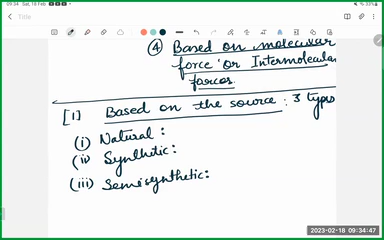 09:34 Sat, 18 Feb
21%
Title
④ Based on molecular
force or Intermolecular
forces
[1] Based on the source : 3 types
(i) Natural :
(ii) Synthetic :
(iii) Semisynthetic :
2023-02-18 09:34:47